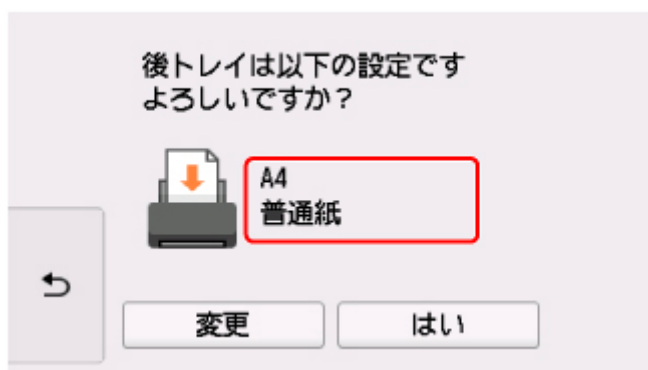 後トレイは以下の設定です
よろしいですか？
A4
普通紙
変更
はい